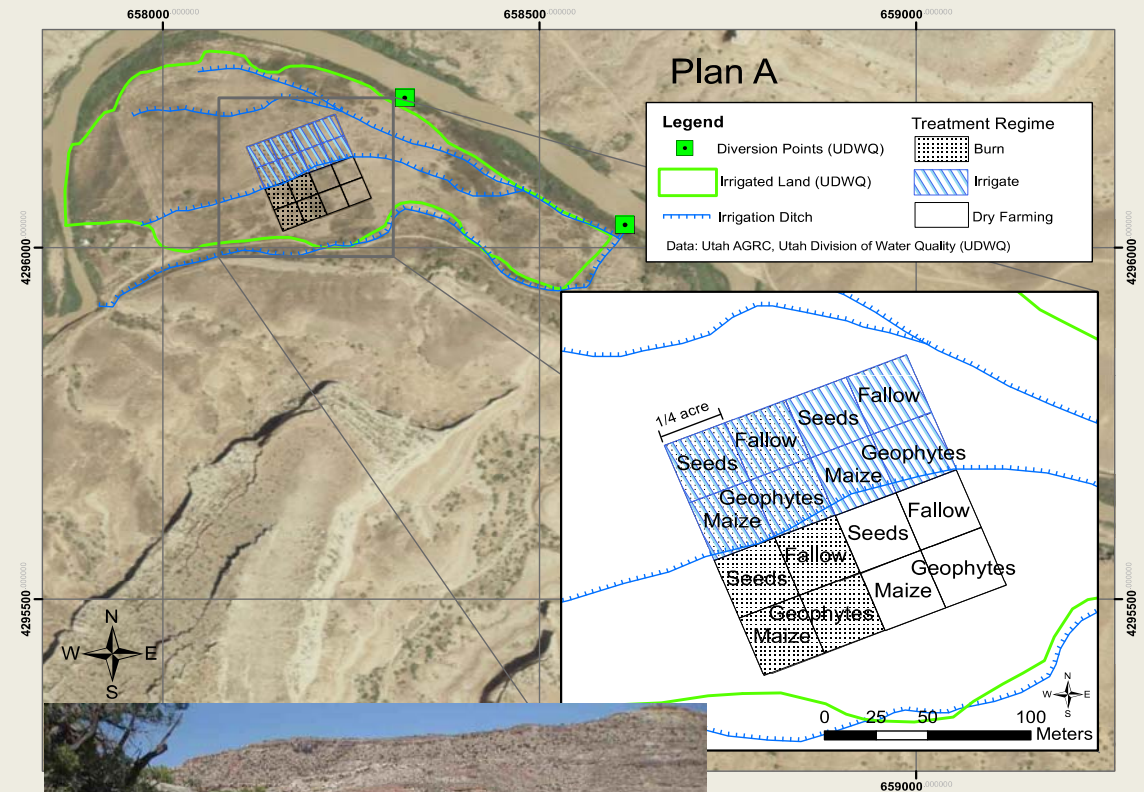 658000.000000
658500.000000
659000.000000
Plan A
Legend
Diversion Points (UDWQ)
Irrigated Land (UDWQ)
Irrigation Ditch
Treatment Regime
Burn
Irrigate
Dry Farming
Data: Utah AGRC, Utah Division of Water Quality (UDWQ)
4296000.000000
4296000.000000
1/4 acre
Fallow
Seeds
Fallow
Seeds
Geophytes
Maize
Geophytes
Maize
Fallow
Seeds
Fallow
Seeds
Geophytes
Maize
Geophytes
Maize
4295500.000000
4295500.000000
N
W E
S
N
W E
S
0 25 50 100
Meters
659000.000000